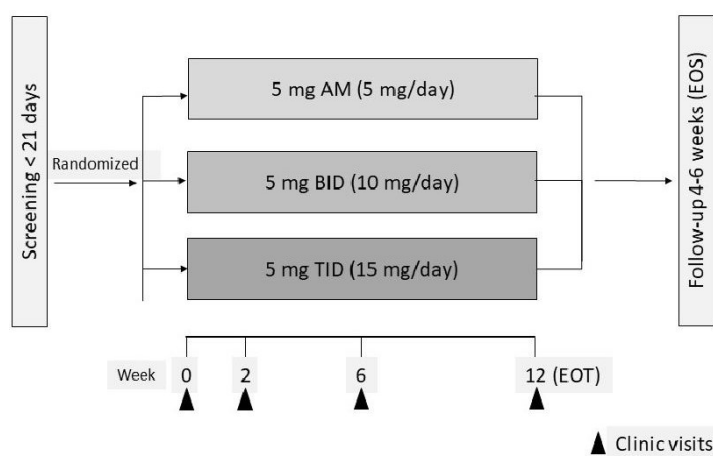 Screening < 21 days
Randomized
5 mg AM (5 mg/day)
5 mg BID (10 mg/day)
5 mg TID (15 mg/day)
Follow-up 4-6 weeks (EOS)
Week 0 2 6 12 (EOT)
Clinic visits